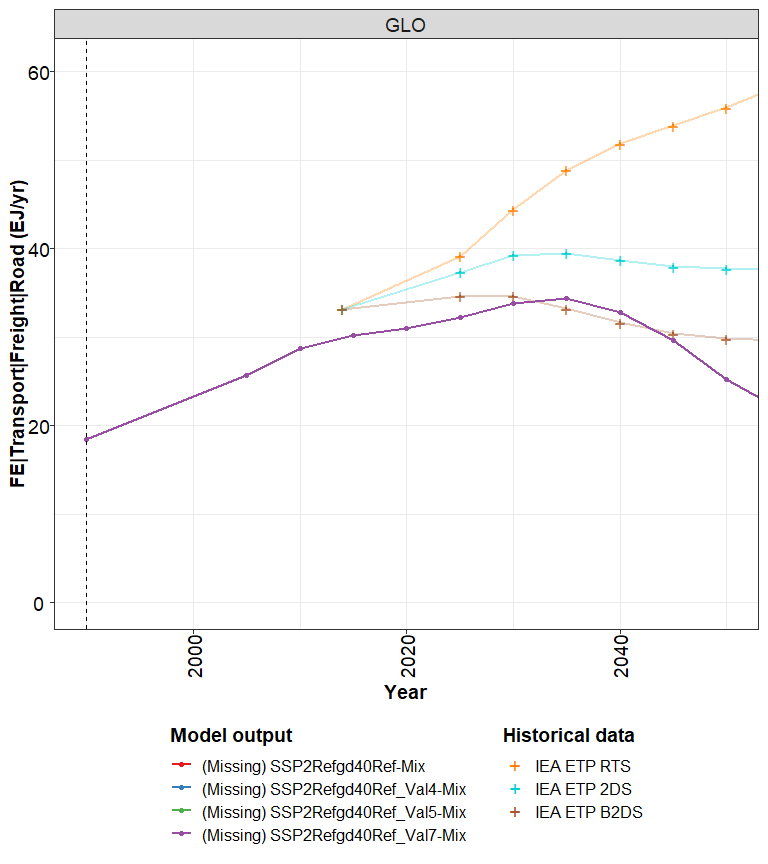 GLO
FE|Transport|Freight|Road (EJ/yr)
60
40
20
0
2000
2020
2040
Year
Model output
(Missing) SSP2Refgd40Ref-Mix
(Missing) SSP2Refgd40Ref_Val4-Mix
(Missing) SSP2Refgd40Ref_Val5-Mix
(Missing) SSP2Refgd40Ref_Val7-Mix
Historical data
IEA ETP RTS
IEA ETP 2DS
IEA ETP B2DS